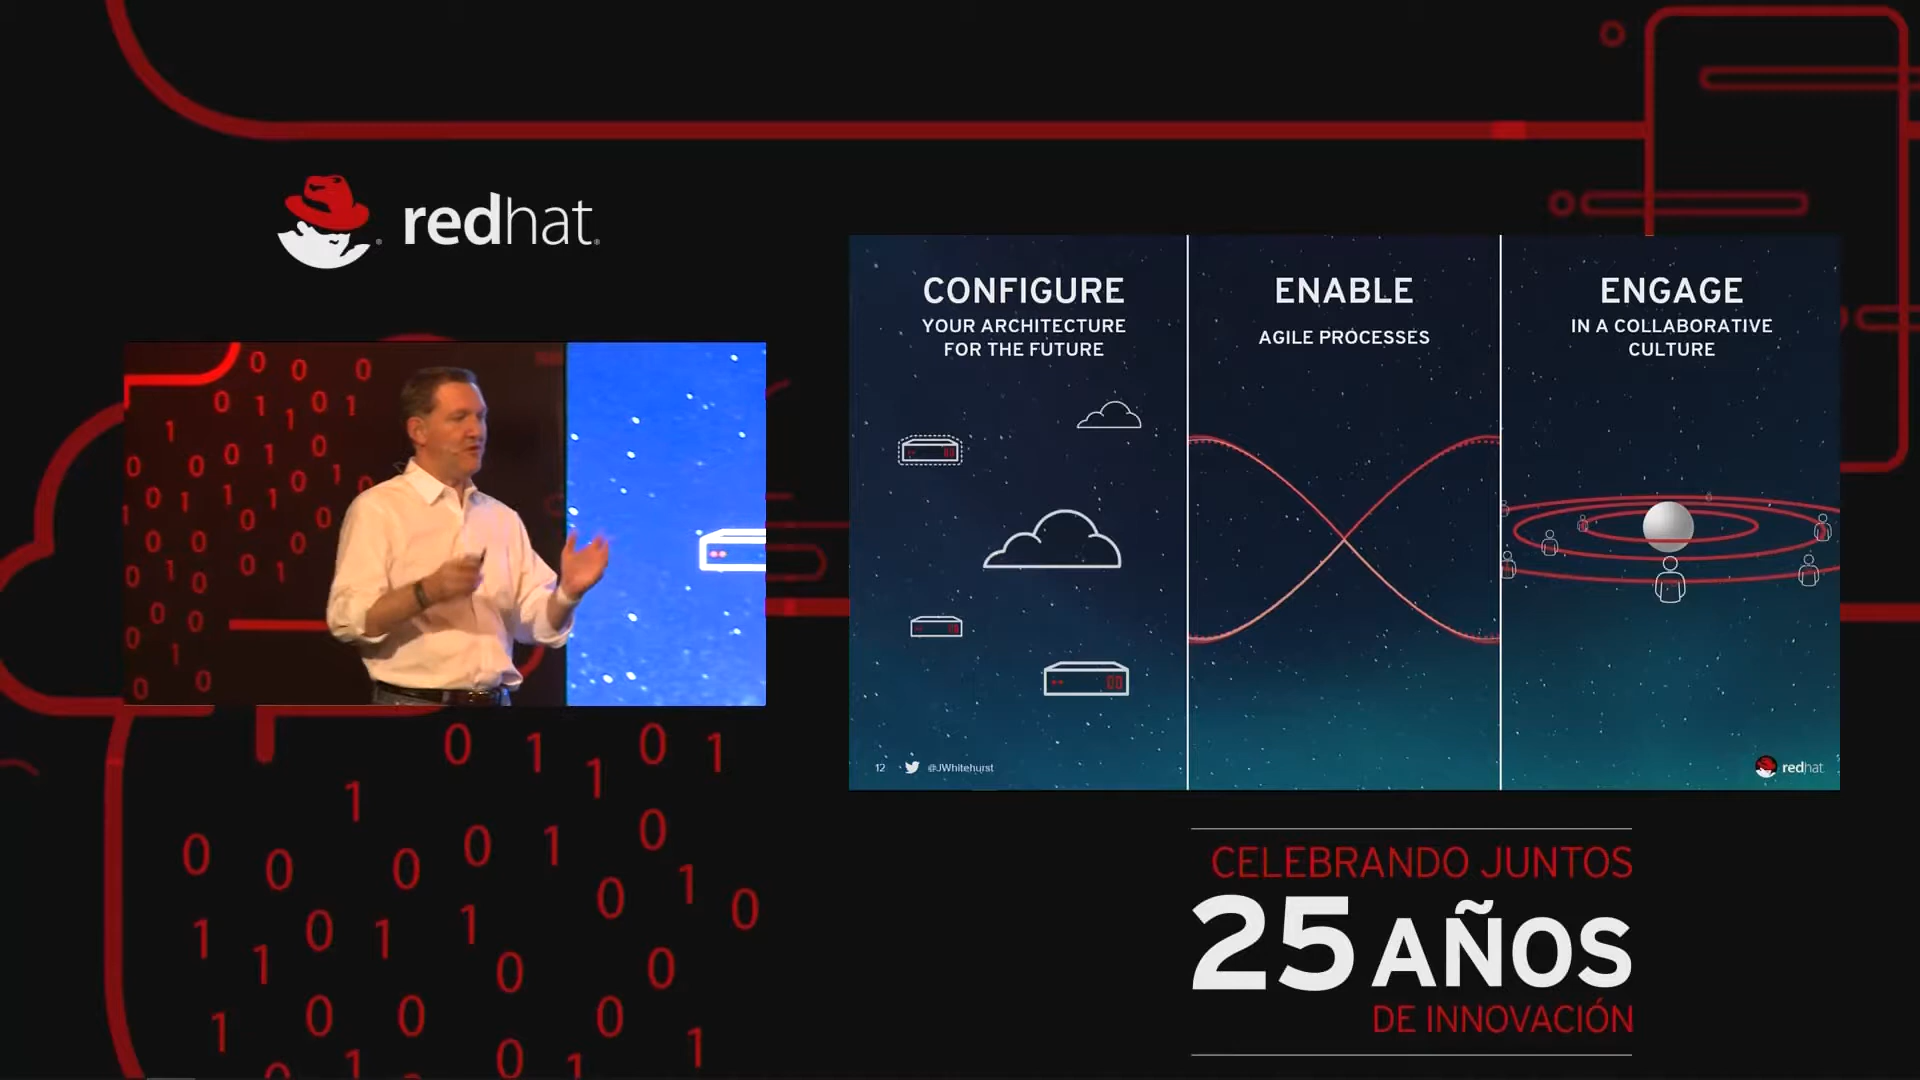 redhat
CONFIGURE
YOUR ARCHITECTURE
FOR THE FUTURE
ENABLE
AGILE PROCESSES
ENGAGE
IN A COLLABORATIVE
CULTURE
12
@JWhitehurst
redhat
CELEBRANDO JUNTOS
25 AÑOS
DE INNOVACIÓN